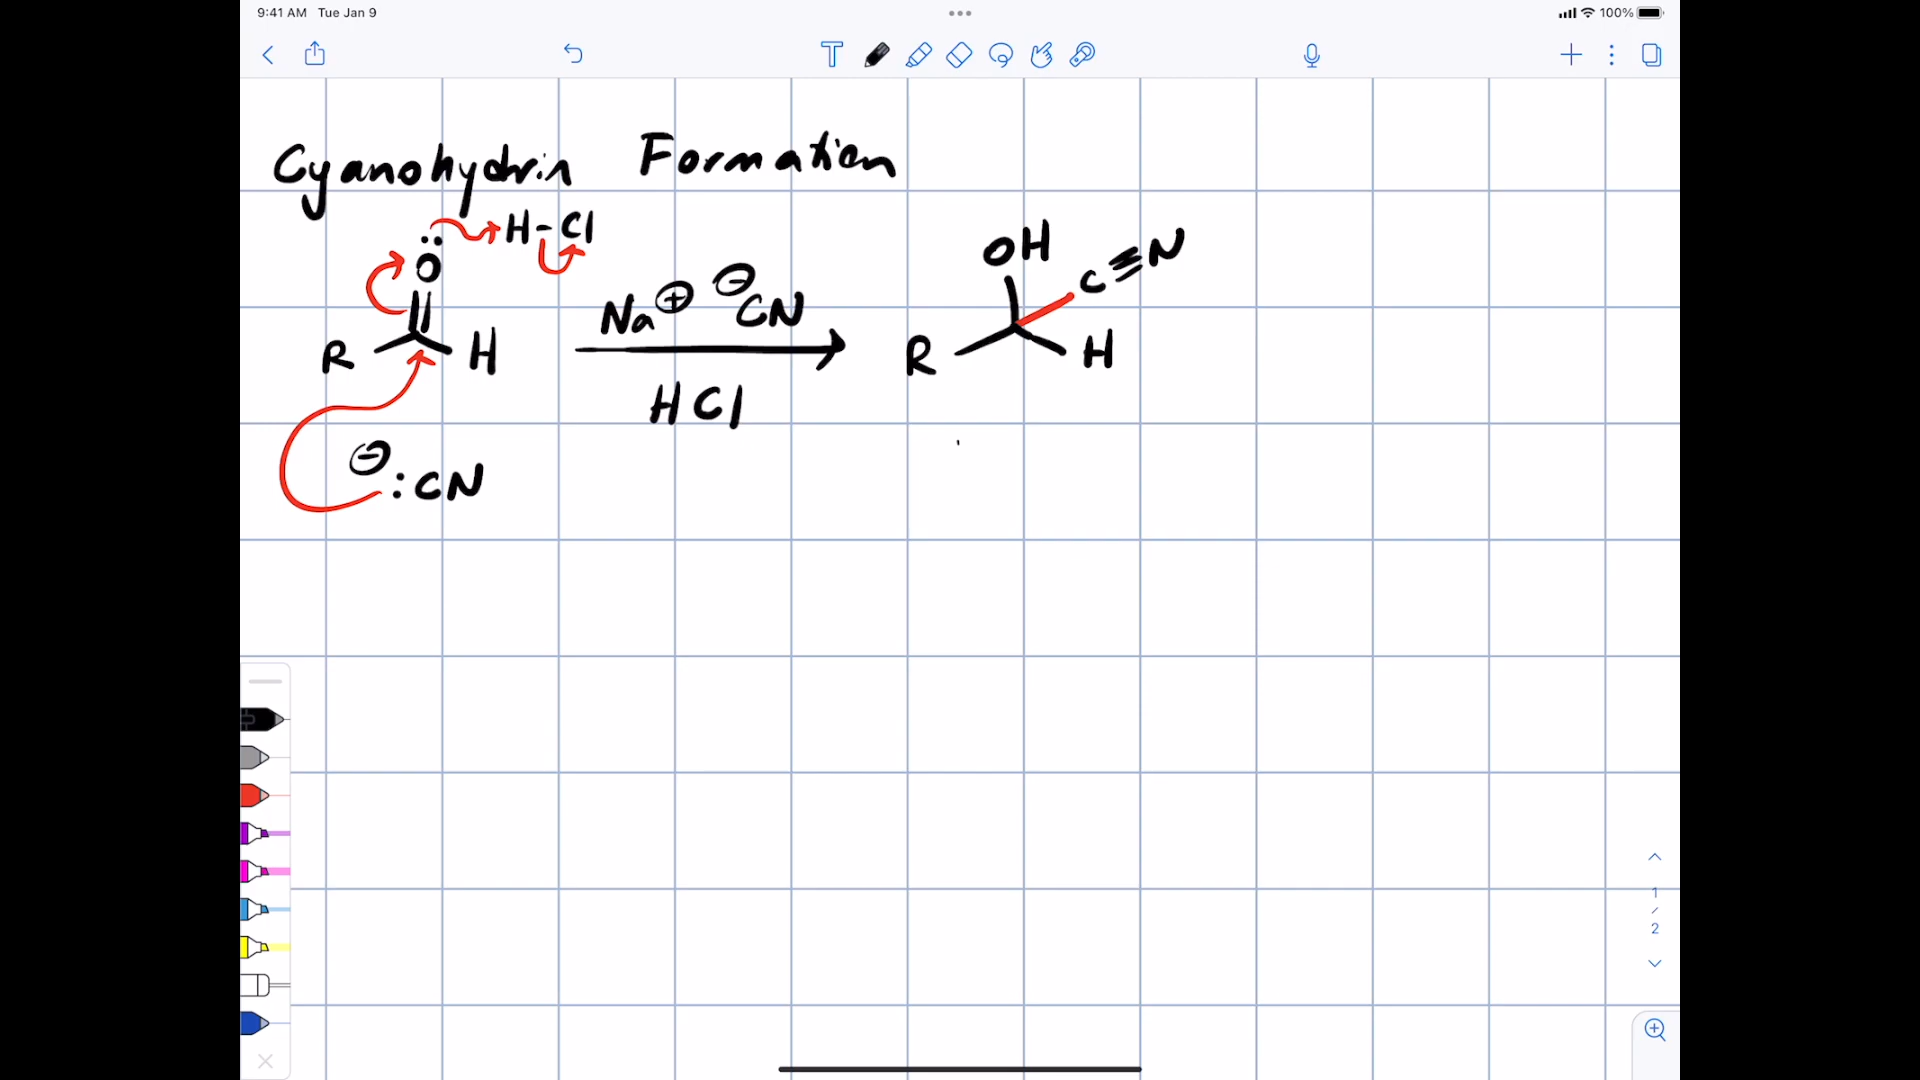 9:41 AM Tue Jan 9
100%
T
Cyanohydrin Formation
H-Cl
Ö
R H
Na⊕ ⊖CN
HCl
⊖:CN
OH
C≡N
R H
1
/
2